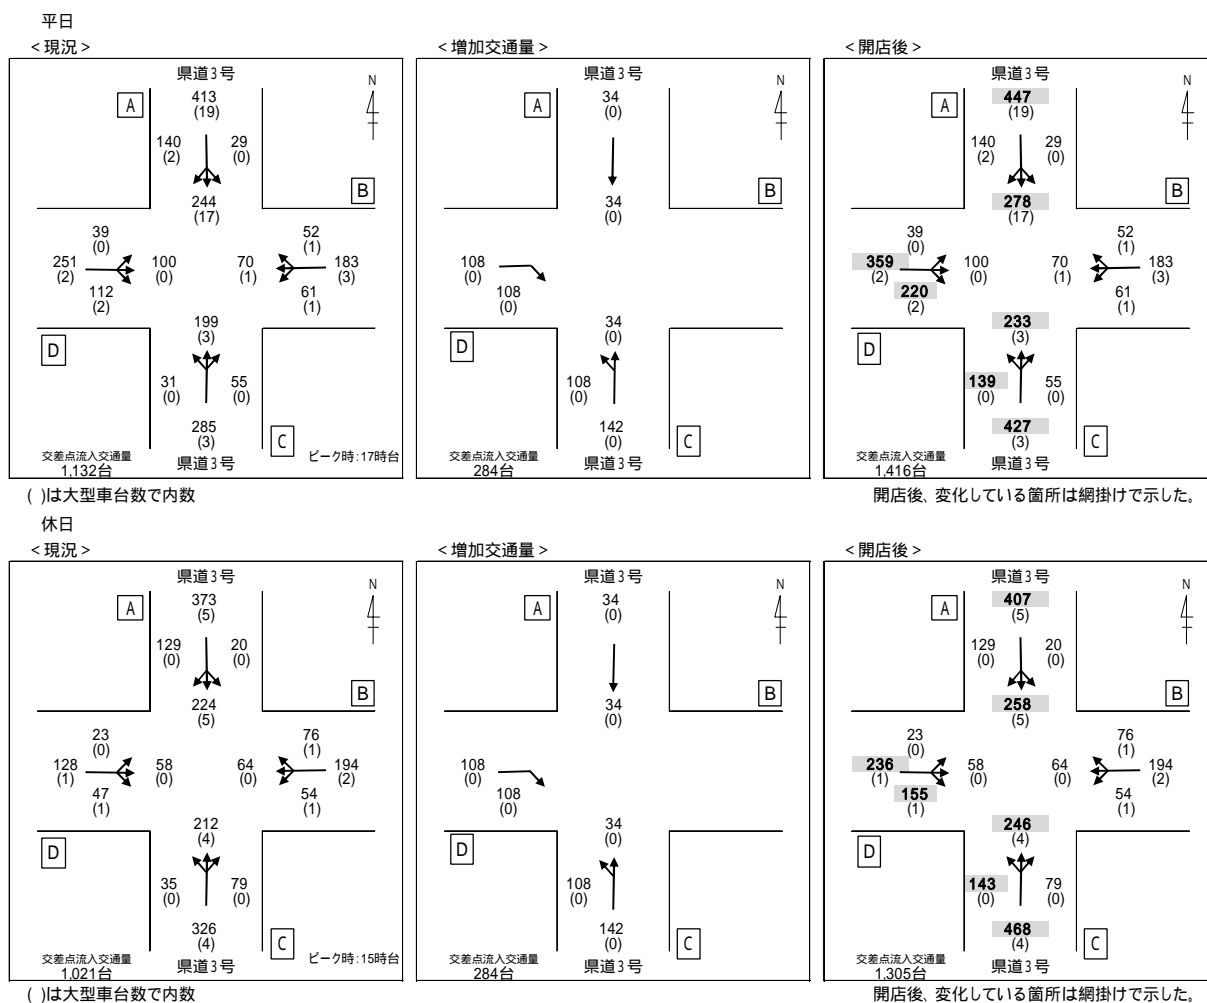 平日
<現況>
<増加交通量>
<開店後>
県道3号
N
A
413
(19)
140
(2)
29
(0)
B
244
(17)
39
(0)
52
(1)
251
(2)
100
(0)
70
(1)
183
(3)
112
(2)
61
(1)
199
(3)
D
31
(0)
55
(0)
285
(3)
C
交差点流入交通量
1,132台
県道3号
ピーク時:17時台
県道3号
N
A
34
(0)
B
34
(0)
108
(0)
108
(0)
34
(0)
D
108
(0)
142
(0)
C
交差点流入交通量
284台
県道3号
県道3号
N
A
447
(19)
140
(2)
29
(0)
B
278
(17)
39
(0)
52
(1)
359
(2)
100
(0)
70
(1)
183
(3)
220
(2)
61
(1)
233
(3)
D
139
(0)
55
(0)
427
(3)
C
交差点流入交通量
1,416台
県道3号
( )は大型車台数で内数
開店後、変化している箇所は網掛けで示した。
休日
<現況>
<増加交通量>
<開店後>
県道3号
N
A
373
(5)
129
(0)
20
(0)
B
224
(5)
23
(0)
76
(1)
128
(1)
58
(0)
64
(0)
194
(2)
47
(1)
54
(1)
212
(4)
D
35
(0)
79
(0)
326
(4)
C
交差点流入交通量
1,021台
県道3号
ピーク時:15時台
県道3号
N
A
34
(0)
B
34
(0)
108
(0)
108
(0)
34
(0)
D
108
(0)
142
(0)
C
交差点流入交通量
284台
県道3号
県道3号
N
A
407
(5)
129
(0)
20
(0)
B
258
(5)
23
(0)
76
(1)
236
(1)
58
(0)
64
(0)
194
(2)
155
(1)
54
(1)
246
(4)
D
143
(0)
79
(0)
468
(4)
C
交差点流入交通量
1,305台
県道3号
( )は大型車台数で内数
開店後、変化している箇所は網掛けで示した。